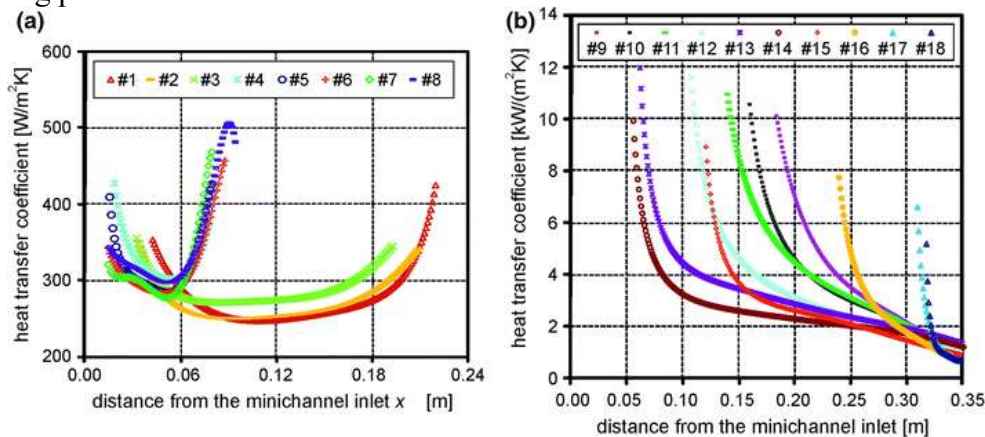 ng p
(a)
600
500
400
300
200
heat transfer coefficient [W/m²K]
#1 #2 #3 #4 #5 #6 #7 #8
0.00 0.06 0.12 0.18 0.24
distance from the minichannel inlet x [m]
(b)
14
12
10
8
6
4
2
0
heat transfer coefficient [kW/(m²K)]
#9 #10 #11 #12 #13 #14 #15 #16 #17 #18
0.00 0.05 0.10 0.15 0.20 0.25 0.30 0.35
distance from the minichannel inlet [m]